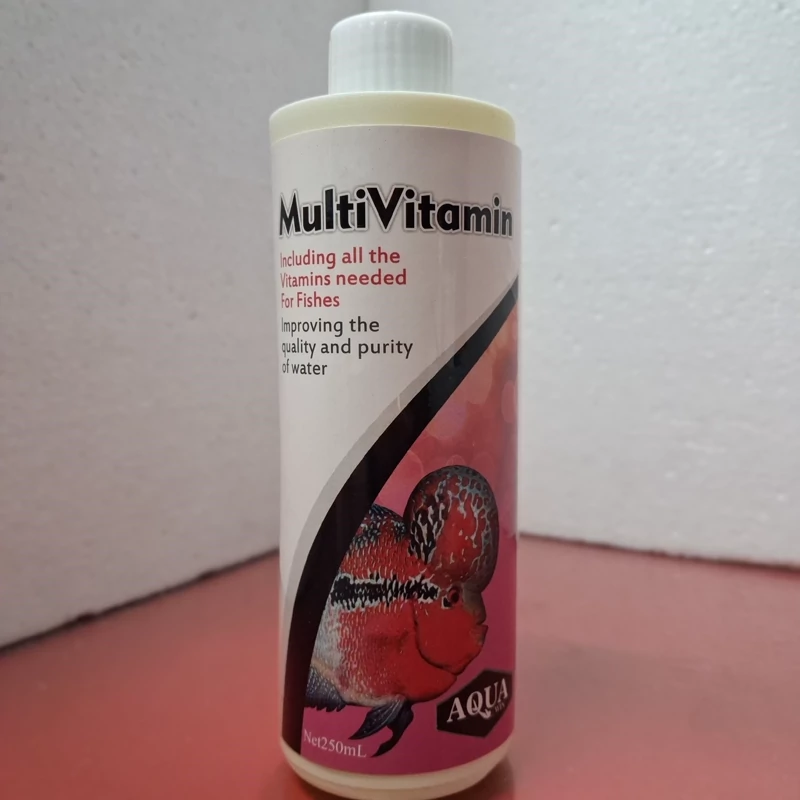 MultiVitamin
Including all the
Vitamins needed
For Fishes
Improving the
quality and purity
of water
AQUA
Net250mL